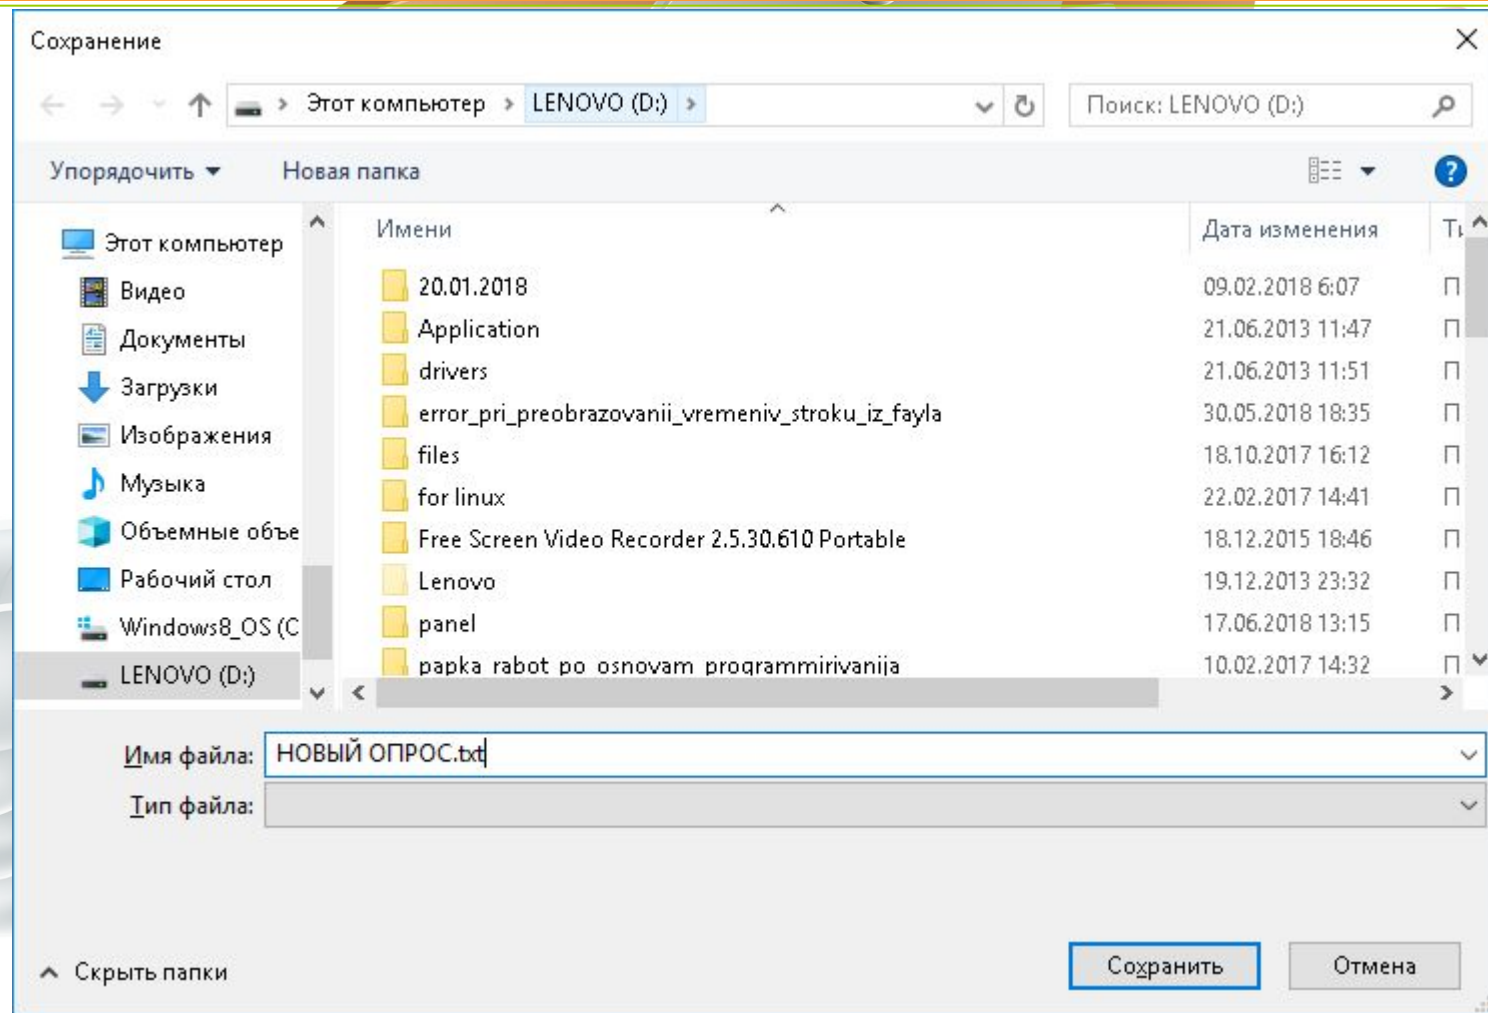 Сохранение
Этот компьютер > LENOVO (D:) >
Поиск: LENOVO (D:)
Упорядочить Новая папка
?
Этот компьютер
Видео
Документы
Загрузки
Изображения
Музыка
Объемные объе
Рабочий стол
Windows8_OS (C
LENOVO (D:)
Имени Дата изменения Ти
20.01.2018 09.02.2018 6:07 П
Application 21.06.2013 11:47 П
drivers 21.06.2013 11:51 П
error_pri_preobrazovanii_vremeniv_stroku_iz_fayla 30.05.2018 18:35 П
files 18.10.2017 16:12 П
for linux 22.02.2017 14:41 П
Free Screen Video Recorder 2.5.30.610 Portable 18.12.2015 18:46 П
Lenovo 19.12.2013 23:32 П
panel 17.06.2018 13:15 П
papka_rabot_po_osnovam_programmirivanija 10.02.2017 14:32 П
Имя файла: НОВЫЙ ОПРОС.txt
Тип файла:
Скрыть папки
Сохранить Отмена